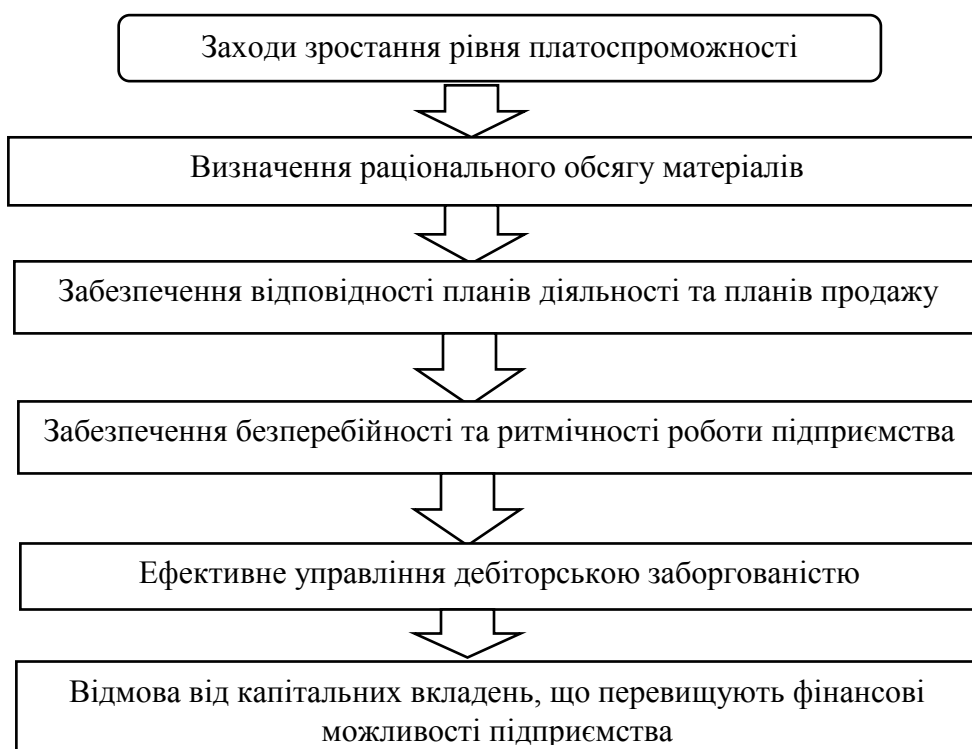 Заходи зростання рівня платоспроможності
Визначення раціонального обсягу матеріалів
Забезпечення відповідності планів діяльності та планів продажу
Забезпечення безперебійності та ритмічності роботи підприємства
Ефективне управління дебіторською заборгованістю
Відмова від капітальних вкладень, що перевищують фінансові
можливості підприємства